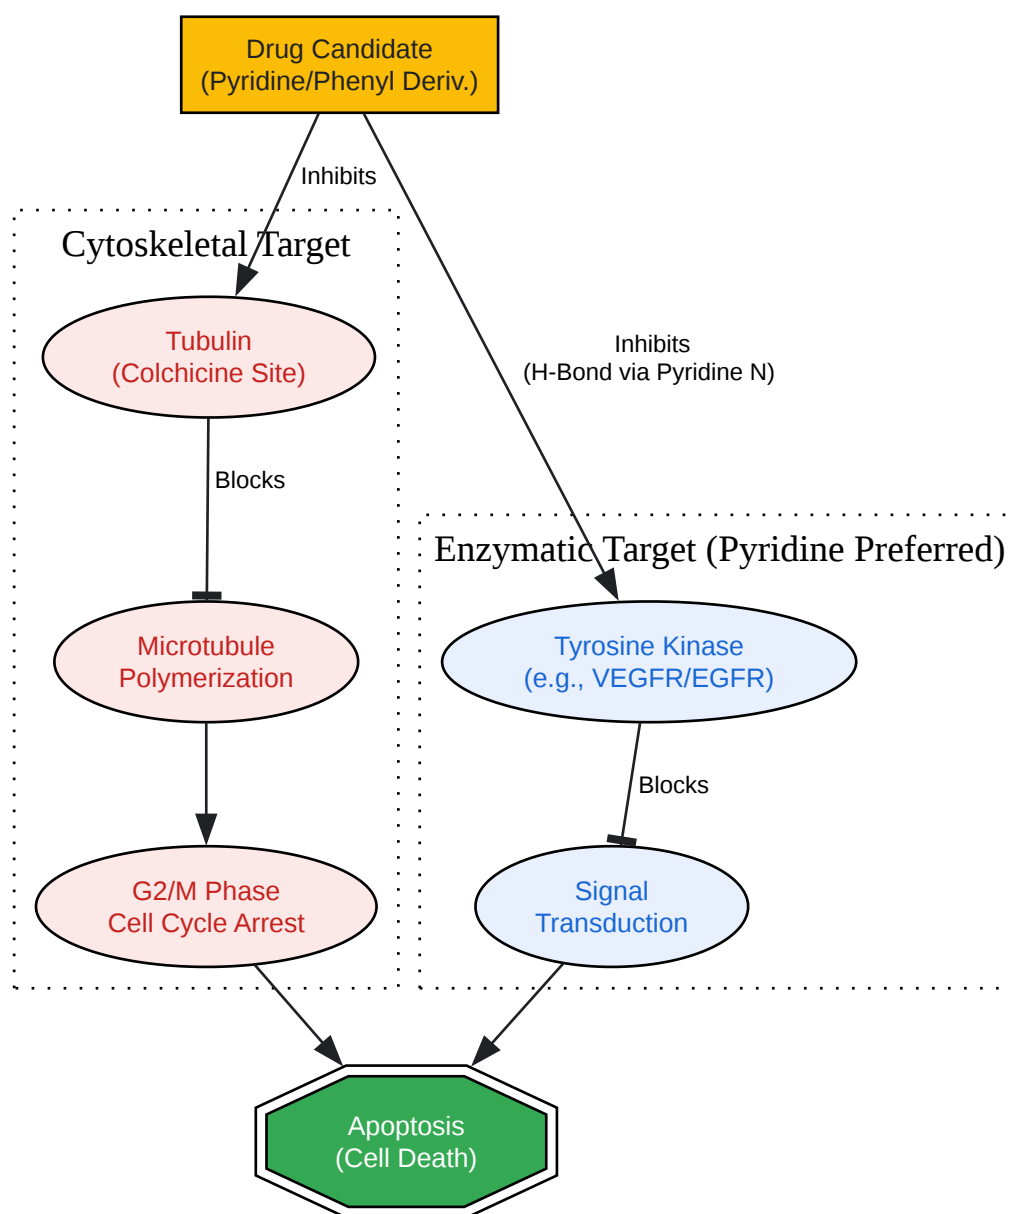 Drug Candidate
(Pyridine/Phenyl Deriv.)
Inhibits
Cytoskeletal Target
Tubulin
(Colchicine Site)
Inhibits
(H-Bond via Pyridine N)
Blocks
Enzymatic Target (Pyridine Preferred)
Microtubule
Polymerization
Tyrosine Kinase
(e.g., VEGFR/EGFR)
Blocks
G2/M Phase
Cell Cycle Arrest
Signal
Transduction
Apoptosis
(Cell Death)